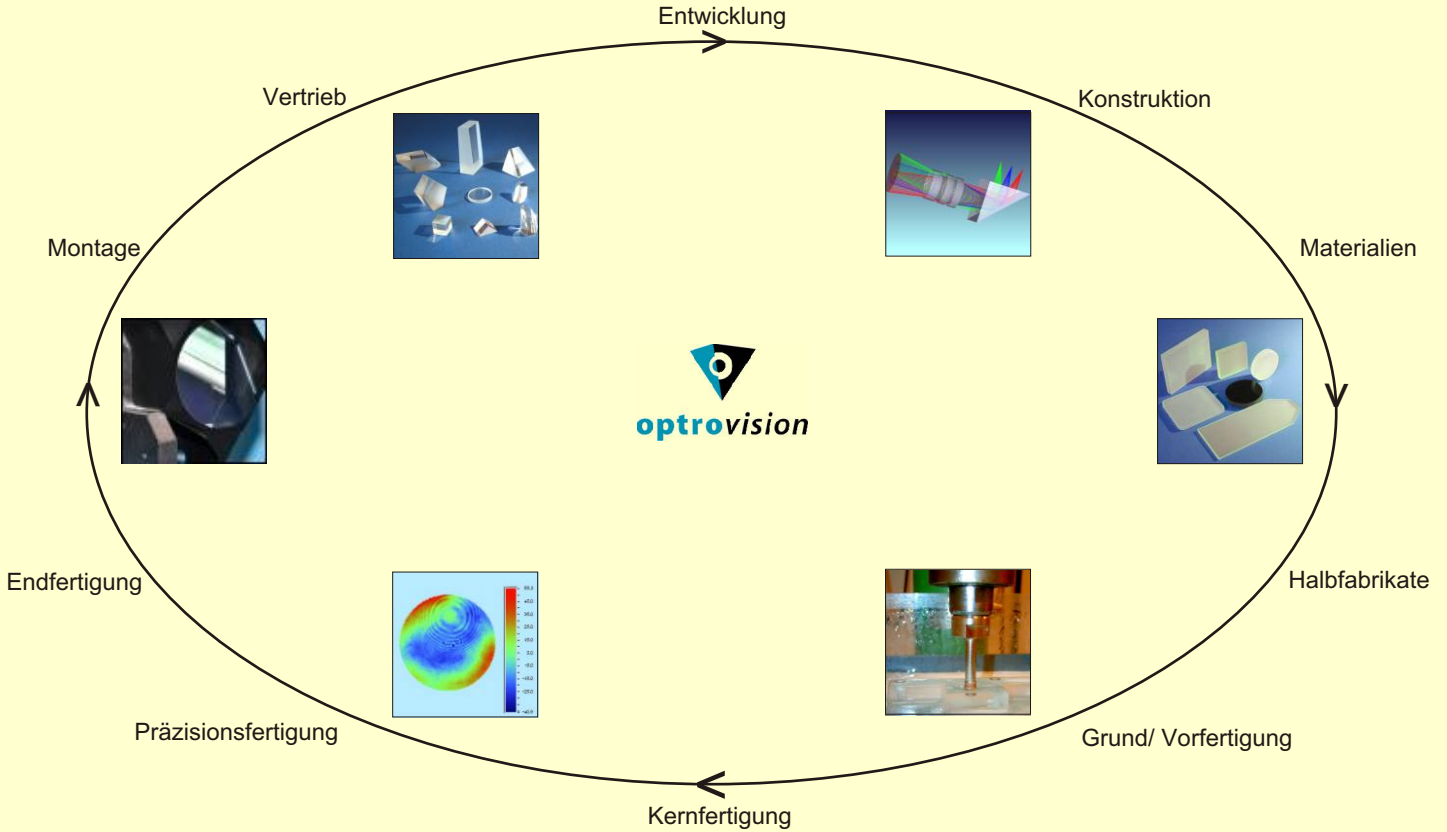 Entwicklung
Vertrieb
Konstruktion
Montage
Materialien
optrovision
Endfertigung
Halbfabrikate
Präzisionsfertigung
Grund/ Vorfertigung
Kernfertigung